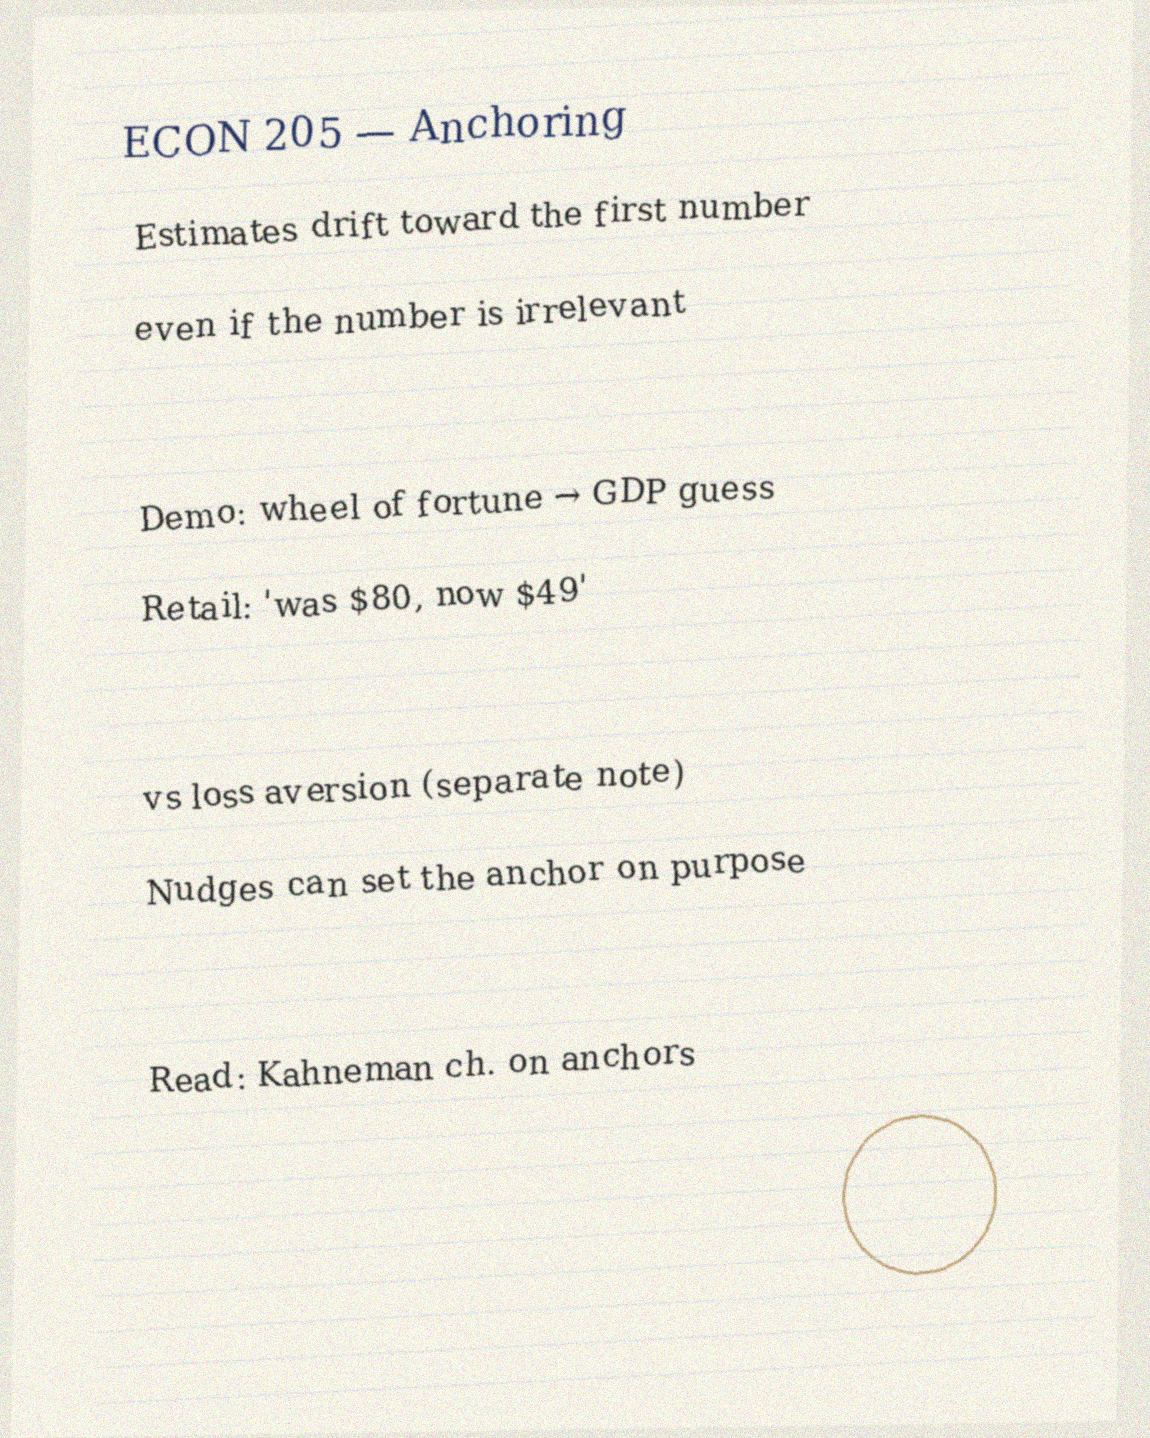 ECON 205 — Anchoring
Estimates drift toward the first number
even if the number is irrelevant
Demo: wheel of fortune → GDP guess
Retail: 'was $80, now $49'
vs loss aversion (separate note)
Nudges can set the anchor on purpose
Read: Kahneman ch. on anchors